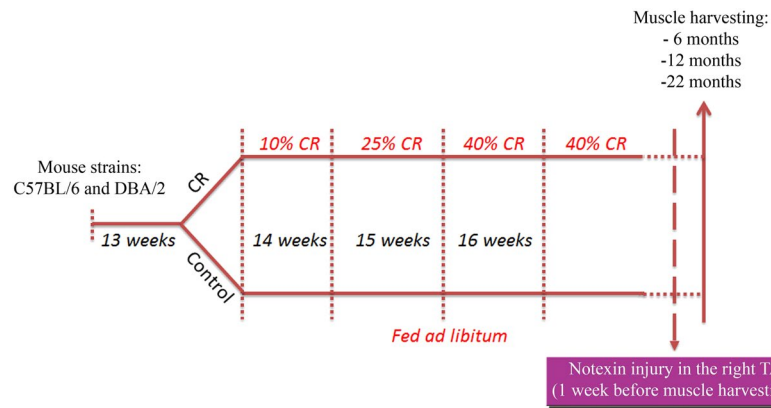 Muscle harvesting:
- 6 months
-12 months
-22 months
10% CR
25% CR
40% CR
40% CR
Mouse strains:
C57BL/6 and DBA/2
CR
13 weeks
14 weeks
15 weeks
16 weeks
Control
Fed ad libitum
Notexin injury in the right
(1 week before muscle